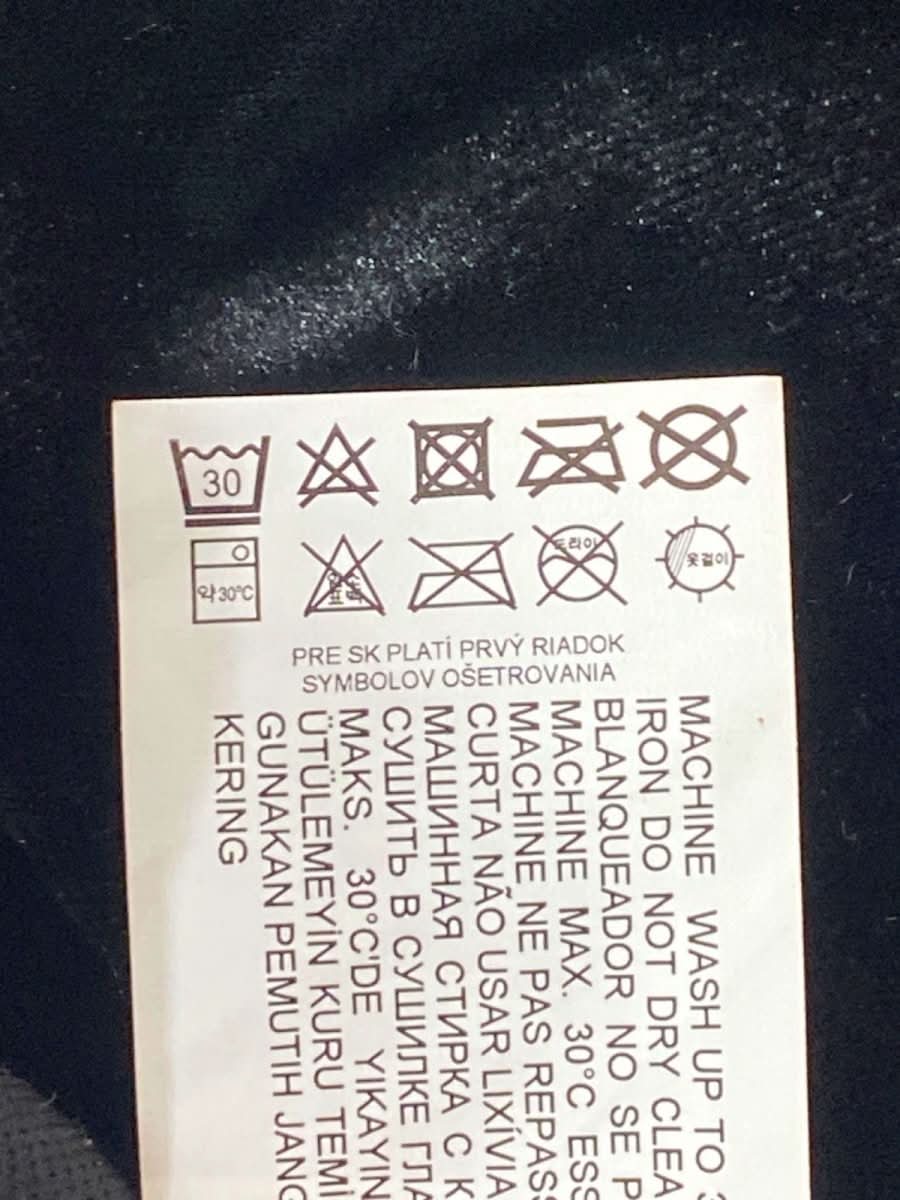 30
약 30℃
드라이
옷걸이
PRE SK PLATÍ PRVÝ RIADOK
SYMBOLOV OŠETROVANIA
MACHINE WASH UP TO
IRON DO NOT DRY CLEA
BLANQUEADOR NO SE P
MACHINE MAX. 30°C ESS
MACHINE NE PAS REPASS
CURTA NÃO USAR LIXÍVIA
МАШИННАЯ СТИРКА С К
СУШИТЬ В СУШИЛКЕ ГЛА
MAKS. 30°C'DE YIKAYIN
ÜTÜLEMEYİN KURU TEMİ
GUNAKAN PEMUTIH JANG
KERING